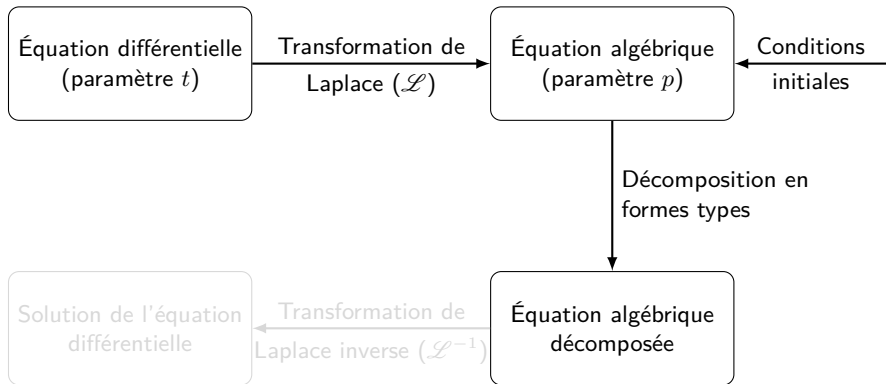 Équation différentielle
(paramètre t)
Transformation de
Laplace (ℒ)
Équation algébrique
(paramètre p)
Conditions
initiales
Décomposition en
formes types
Solution de l'équation
différentielle
Transformation de
Laplace inverse (ℒ⁻¹)
Équation algébrique
décomposée